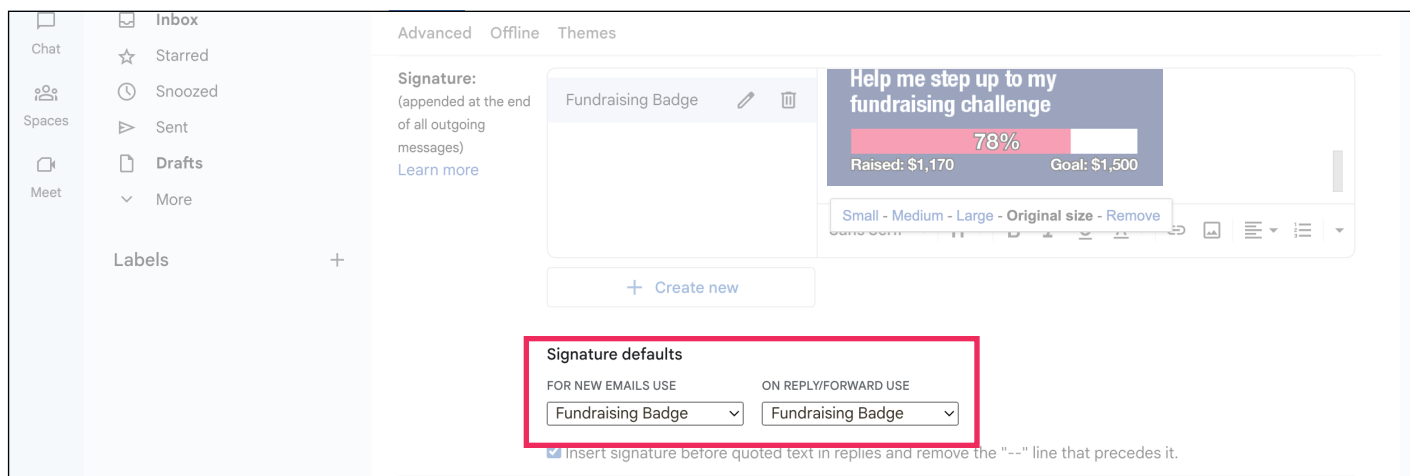 Chat
Spaces
Meet
Inbox
Starred
Snoozed
Sent
Drafts
More
Labels
Advanced Offline Themes
Signature:
(appended at the end
of all outgoing
messages)
Learn more
Fundraising Badge
Help me step up to my
fundraising challenge
78%
Raised: $1,170 Goal: $1,500
Small - Medium - Large - Original size - Remove
Create new
Signature defaults
FOR NEW EMAILS USE ON REPLY/FORWARD USE
Fundraising Badge Fundraising Badge
Insert signature before quoted text in replies and remove the "--" line that precedes it.